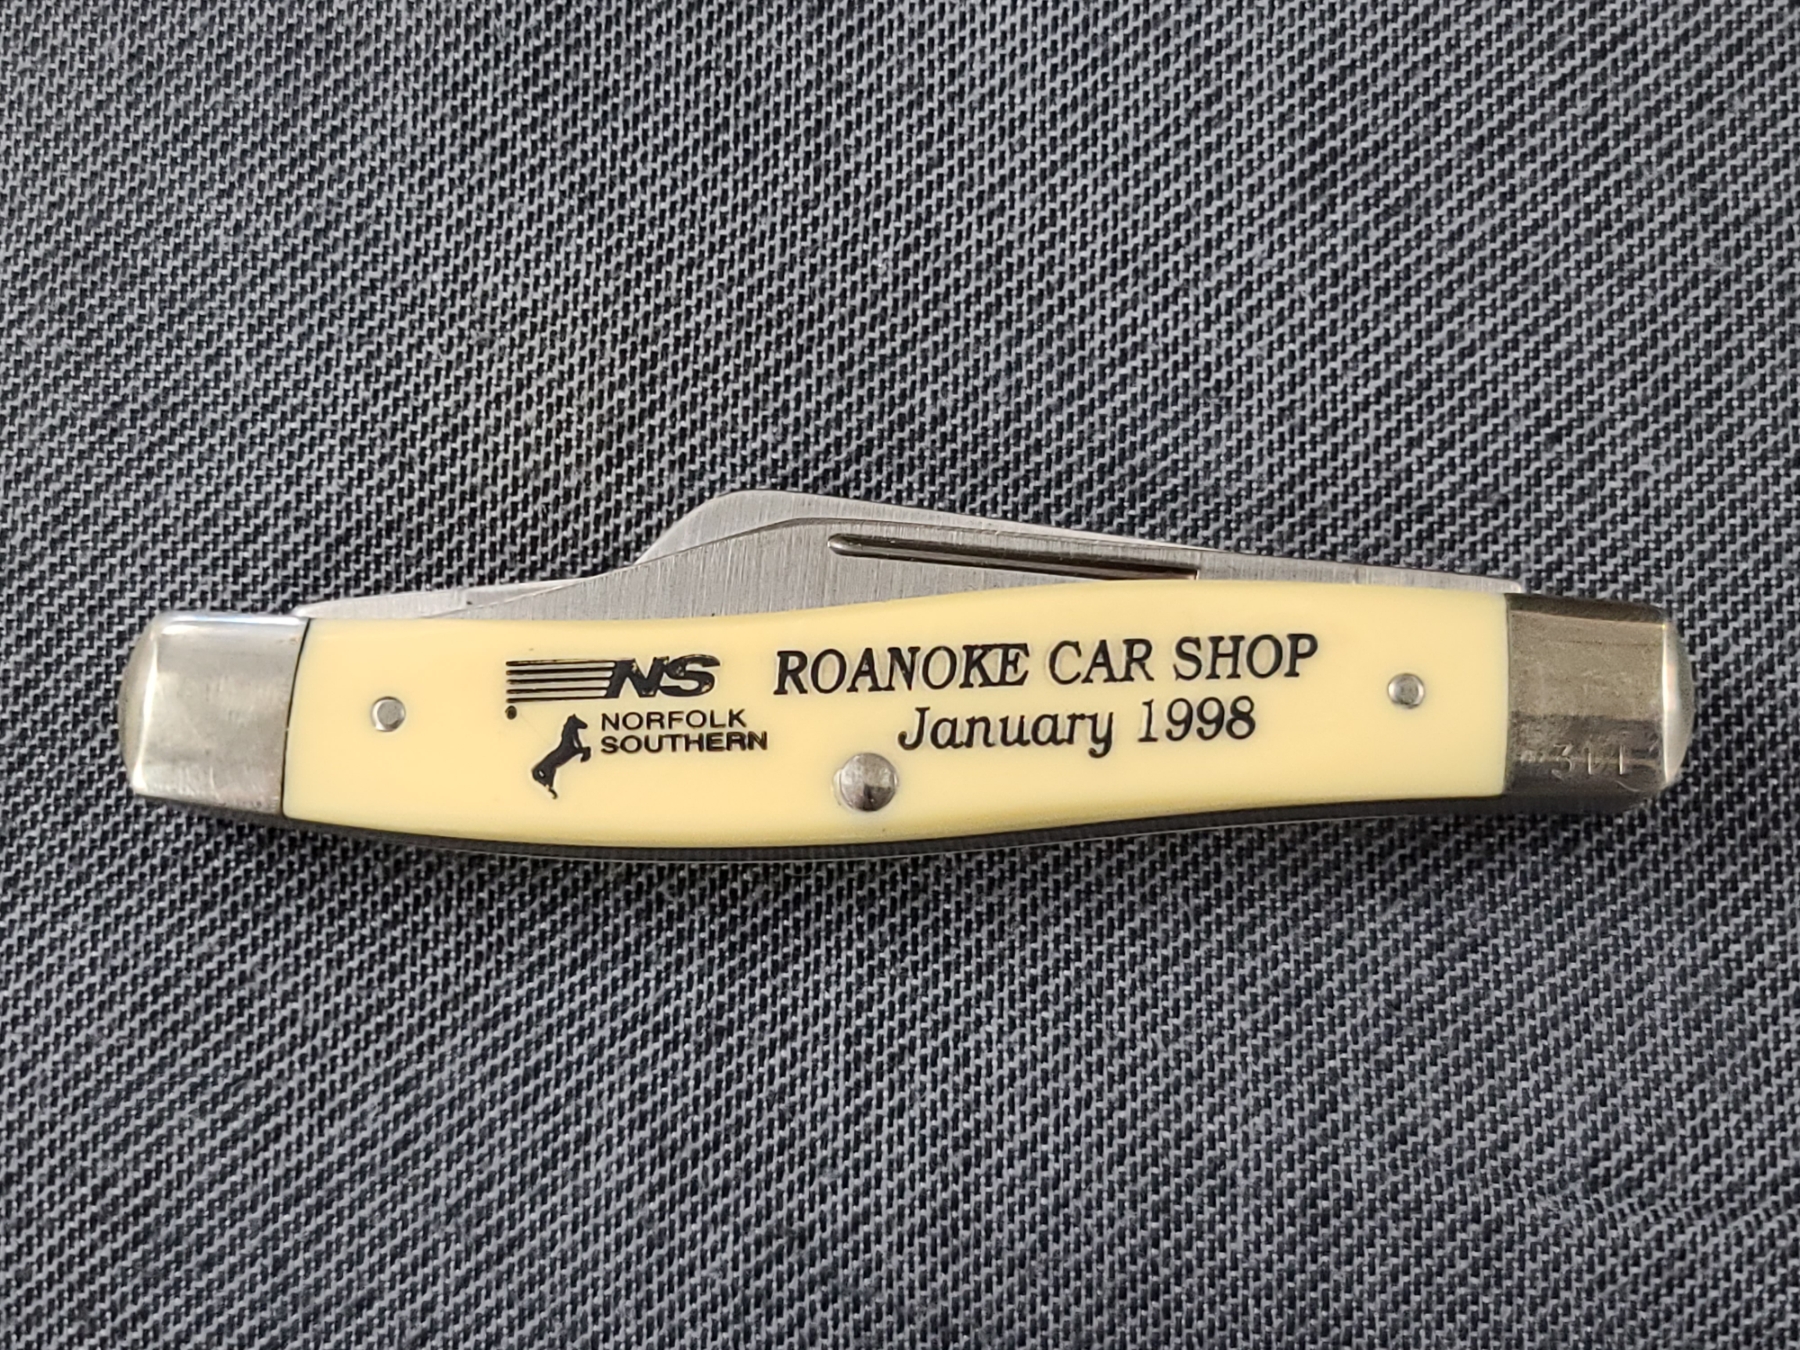 NS
NORFOLK
SOUTHERN
ROANOKE CAR SHOP
January 1998